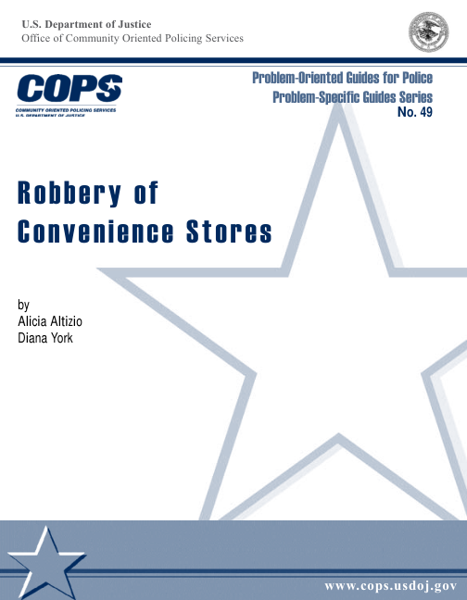 U.S. Department of Justice
Office of Community Oriented Policing Services
COPS
COMMUNITY ORIENTED POLICING SERVICES
U.S. DEPARTMENT OF JUSTICE
Problem-Oriented Guides for Police
Problem-Specific Guides Series
No. 49
Robbery of
Convenience Stores
by
Alicia Altizio
Diana York
www.cops.usdoj.gov